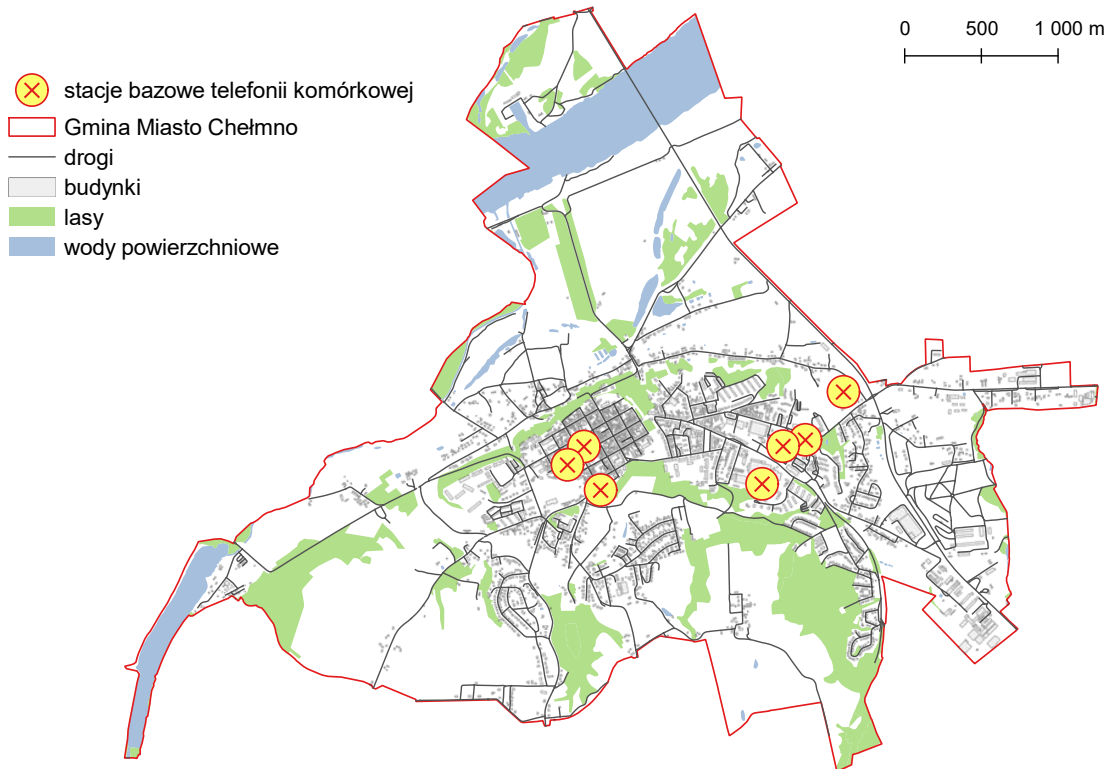 0 500 1 000 m
stacje bazowe telefonii komórkowej
Gmina Miasto Chełmno
drogi
budynki
lasy
wody powierzchniowe